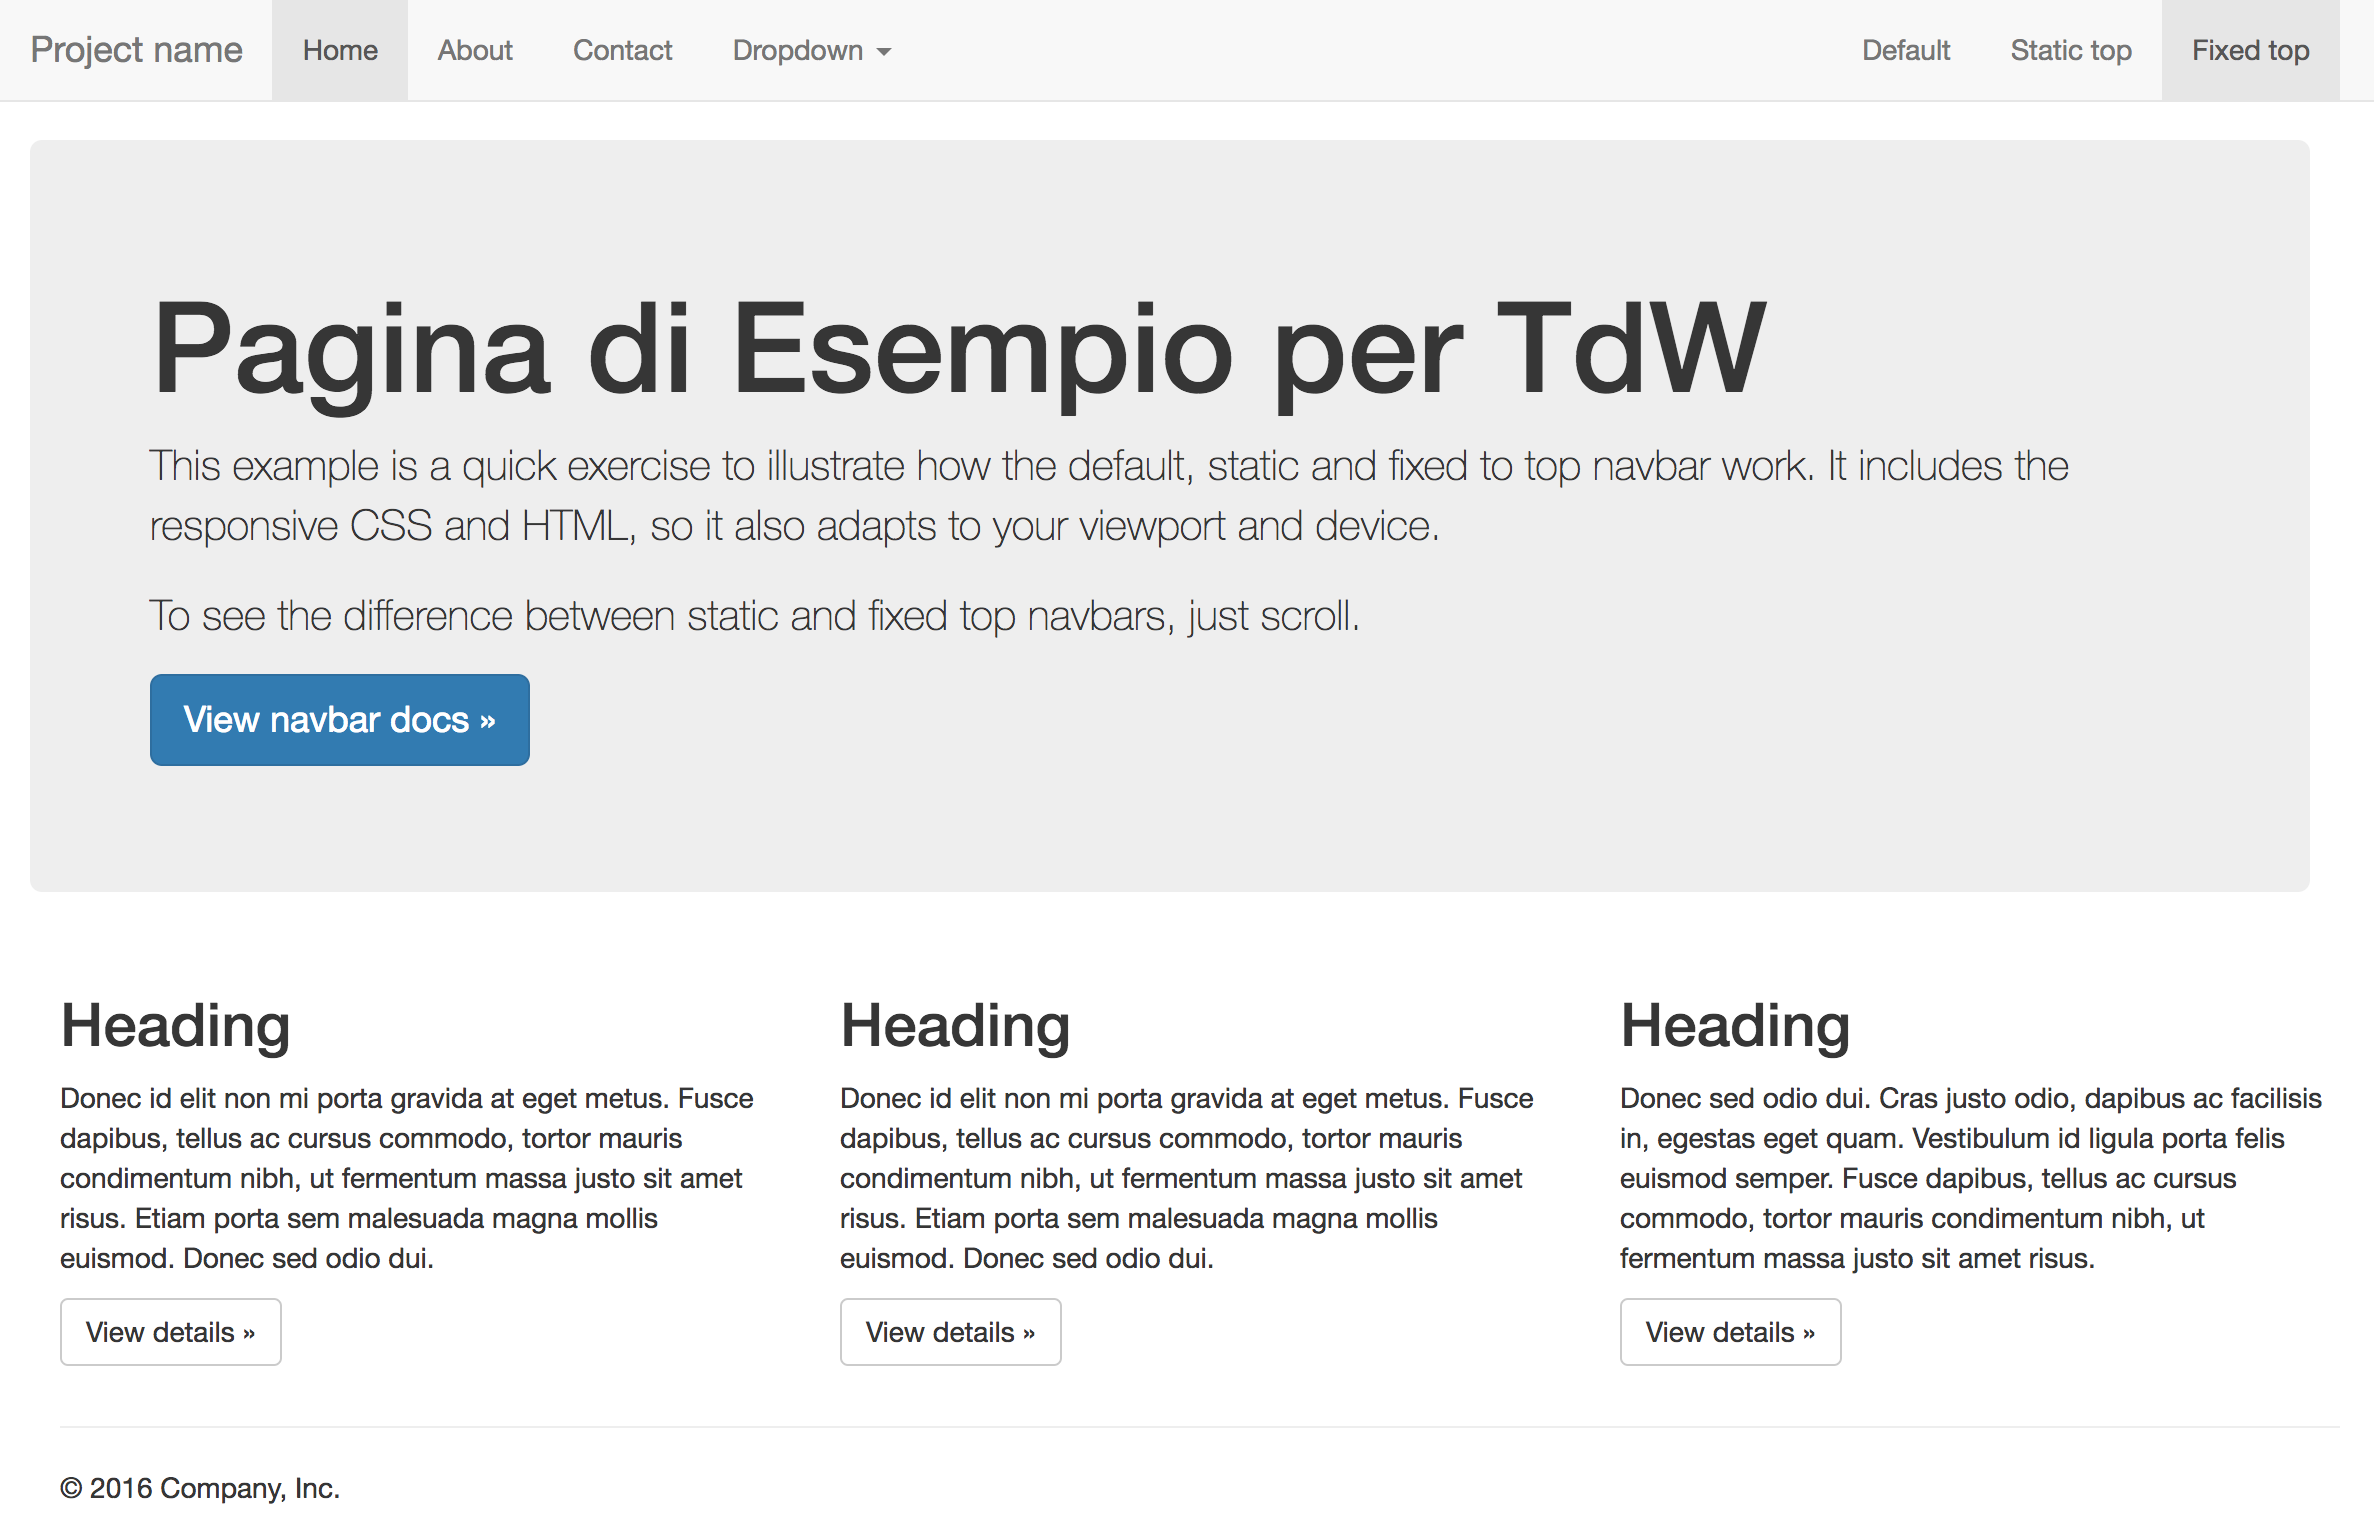 Project name Home About Contact Dropdown Default Static top Fixed top
Pagina di Esempio per TdW
This example is a quick exercise to illustrate how the default, static and fixed to top navbar work. It includes the
responsive CSS and HTML, so it also adapts to your viewport and device.
To see the difference between static and fixed top navbars, just scroll.
View navbar docs »
Heading
Donec id elit non mi porta gravida at eget metus. Fusce
dapibus, tellus ac cursus commodo, tortor mauris
condimentum nibh, ut fermentum massa justo sit amet
risus. Etiam porta sem malesuada magna mollis
euismod. Donec sed odio dui.
View details »
Heading
Donec id elit non mi porta gravida at eget metus. Fusce
dapibus, tellus ac cursus commodo, tortor mauris
condimentum nibh, ut fermentum massa justo sit amet
risus. Etiam porta sem malesuada magna mollis
euismod. Donec sed odio dui.
View details »
Heading
Donec sed odio dui. Cras justo odio, dapibus ac facilisis
in, egestas eget quam. Vestibulum id ligula porta felis
euismod semper. Fusce dapibus, tellus ac cursus
commodo, tortor mauris condimentum nibh, ut
fermentum massa justo sit amet risus.
View details »
© 2016 Company, Inc.